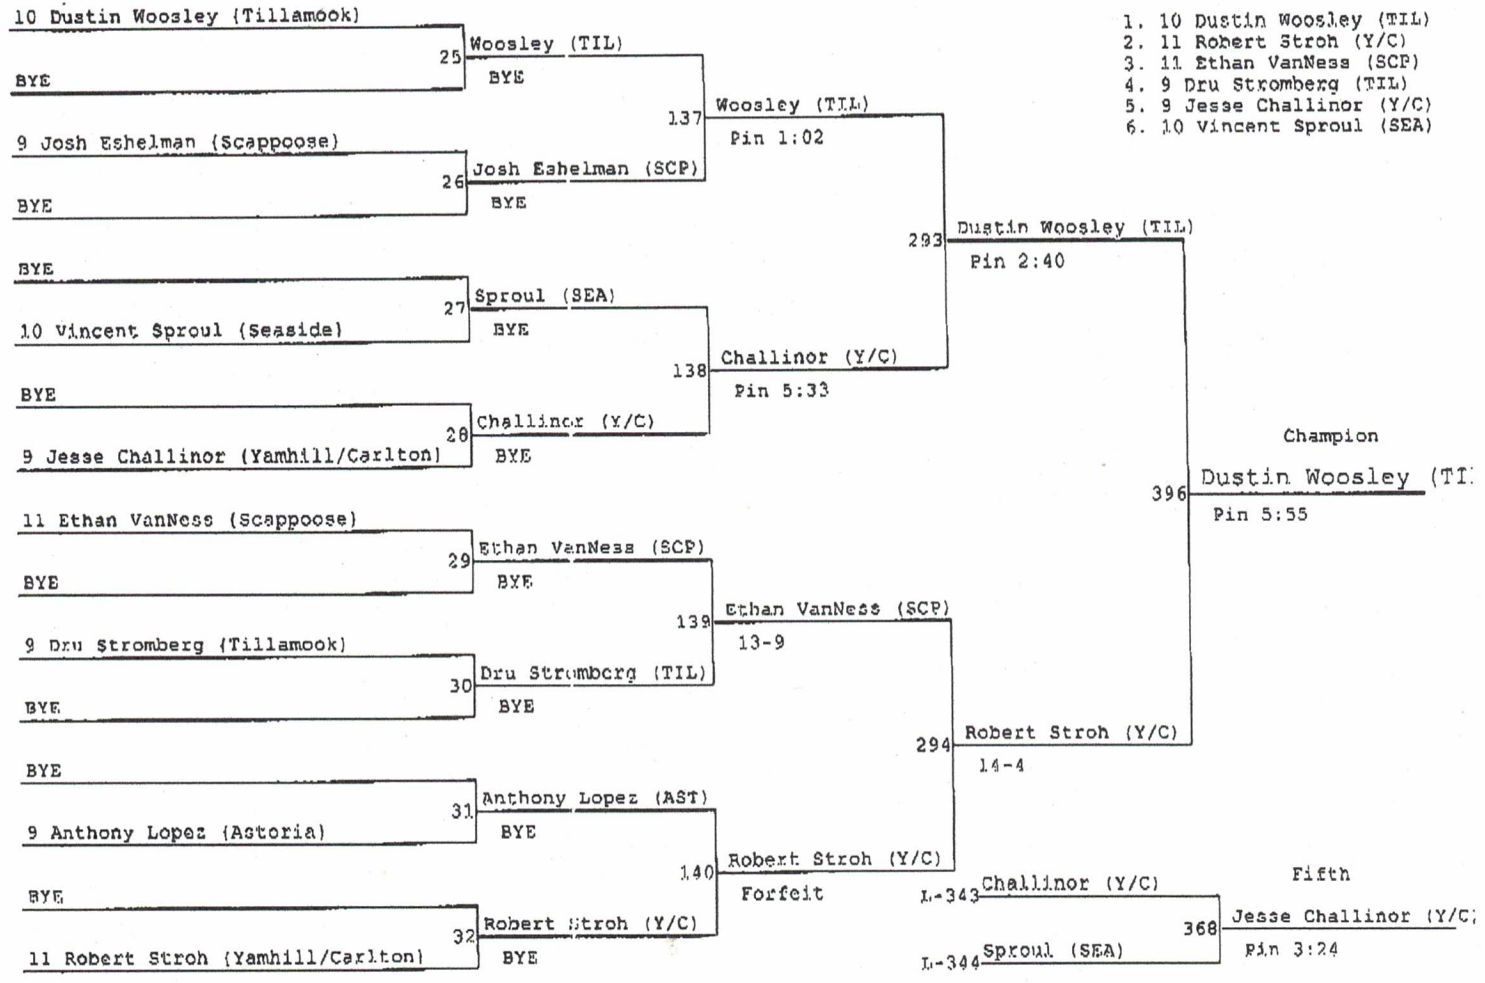 10 Dustin Woosley (Tillamook)
1. 10 Dustin Woosley (TIL)
2. 11 Robert Stroh (Y/C)
3. 11 Ethan VanNess (SCP)
4. 9 Dru Stromberg (TIL)
5. 9 Jesse Challinor (Y/C)
6. 10 Vincent Sproul (SEA)
25 Woosley (TIL)
BYE
BYE
137 Woosley (TIL)
Pin 1:02
9 Josh Eshelman (Scappoose)
26 Josh Eshelman (SCP)
BYE
BYE
293 Dustin Woosley (TIL)
Pin 2:40
BYE
27 Sproul (SEA)
BYE
10 Vincent Sproul (Seaside)
138 Challinor (Y/C)
Pin 5:33
BYE
28 Challinor (Y/C)
BYE
9 Jesse Challinor (Yamhill/Carlton)
Champion
396 Dustin Woosley (TI
Pin 5:55
11 Ethan VanNess (Scappoose)
29 Ethan VanNess (SCP)
BYE
BYE
139 Ethan VanNess (SCP)
13-9
9 Dru Stromberg (Tillamook)
30 Dru Stromberg (TIL)
BYE
BYE
294 Robert Stroh (Y/C)
14-4
BYE
31 Anthony Lopez (AST)
BYE
9 Anthony Lopez (Astoria)
140 Robert Stroh (Y/C)
Forfeit
BYE
32 Robert Stroh (Y/C)
BYE
11 Robert Stroh (Yamhill/Carlton)
Fifth
L-343 Challinor (Y/C)
368 Jesse Challinor (Y/C
Pin 3:24
L-344 Sproul (SEA)